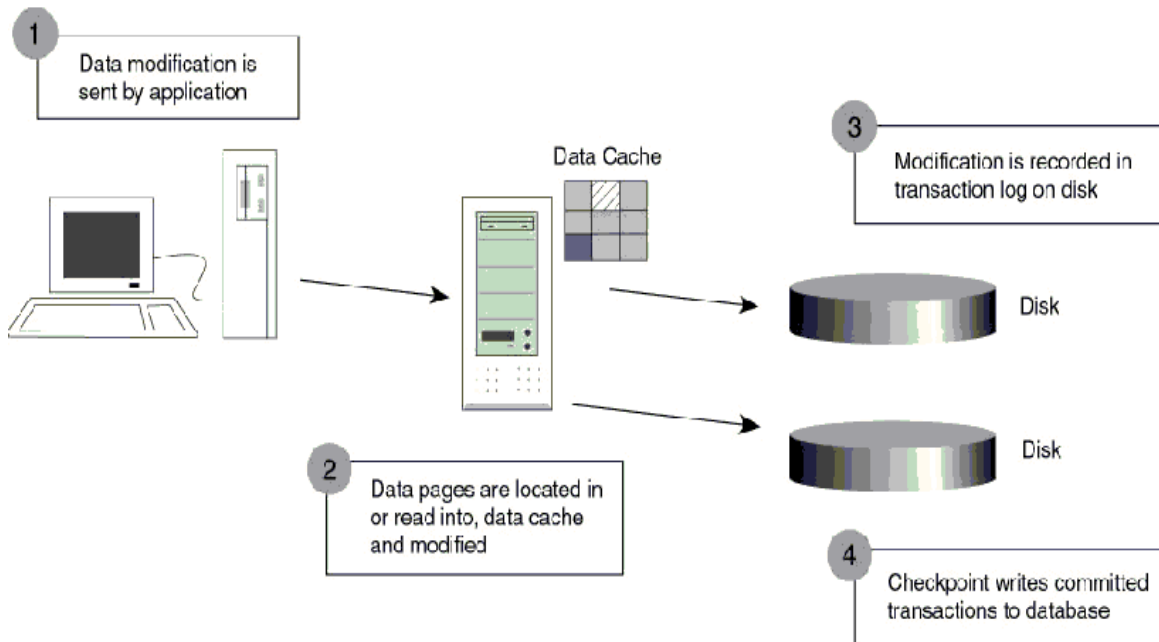 1
Data modification is
sent by application
Data Cache
3
Modification is recorded in
transaction log on disk
Disk
Disk
2
Data pages are located in
or read into, data cache
and modified
4
Checkpoint writes committed
transactions to database